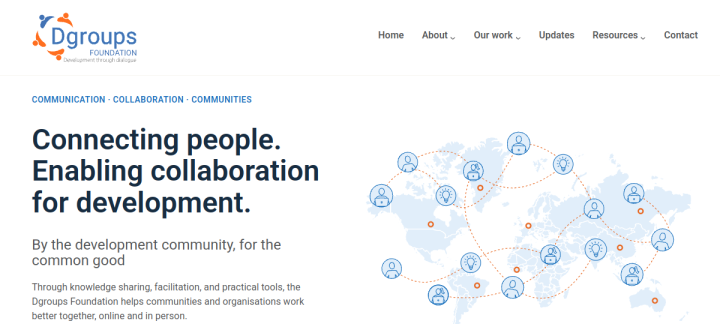 Dgroups
FOUNDATION
Development through dialogue
Home About Our work Updates Resources Contact
COMMUNICATION · COLLABORATION · COMMUNITIES
Connecting people.
Enabling collaboration
for development.
By the development community, for the
common good
Through knowledge sharing, facilitation, and practical tools, the
Dgroups Foundation helps communities and organisations work
better together, online and in person.